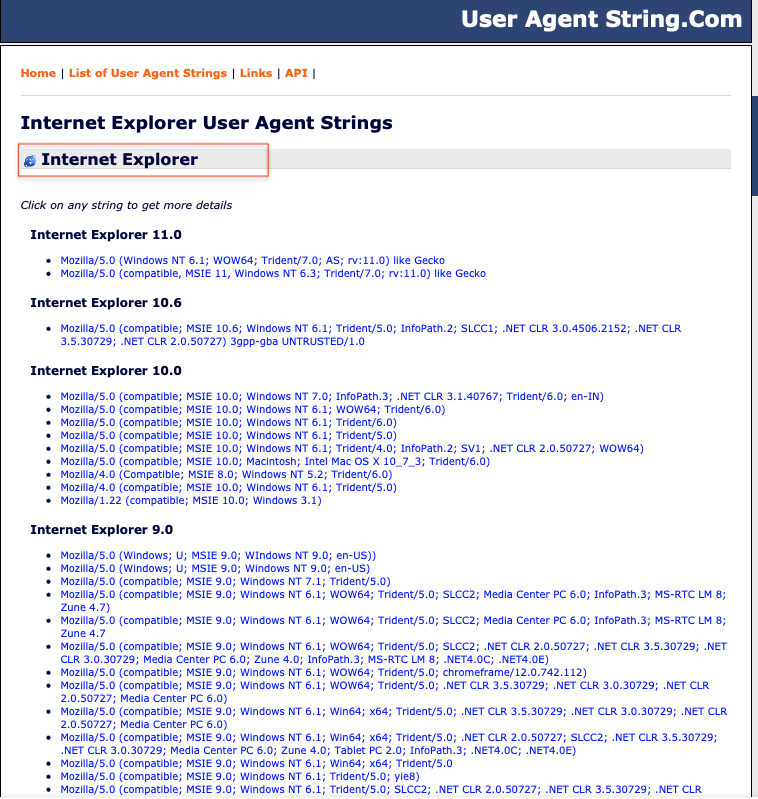 User Agent String.Com
Home | List of User Agent Strings | Links | API |
Internet Explorer User Agent Strings
Internet Explorer
Click on any string to get more details
Internet Explorer 11.0
Mozilla/5.0 (Windows NT 6.1; WOW64; Trident/7.0; AS; rv:11.0) like Gecko
Mozilla/5.0 (compatible, MSIE 11, Windows NT 6.3; Trident/7.0; rv:11.0) like Gecko
Internet Explorer 10.6
Mozilla/5.0 (compatible; MSIE 10.6; Windows NT 6.1; Trident/5.0; InfoPath.2; SLCC1; .NET CLR 3.0.4506.2152; .NET CLR
3.5.30729; .NET CLR 2.0.50727) 3gpp-gba UNTRUSTED/1.0
Internet Explorer 10.0
Mozilla/5.0 (compatible; MSIE 10.0; Windows NT 7.0; InfoPath.3; .NET CLR 3.1.40767; Trident/6.0; en-IN)
Mozilla/5.0 (compatible; MSIE 10.0; Windows NT 6.1; WOW64; Trident/6.0)
Mozilla/5.0 (compatible; MSIE 10.0; Windows NT 6.1; Trident/6.0)
Mozilla/5.0 (compatible; MSIE 10.0; Windows NT 6.1; Trident/5.0)
Mozilla/5.0 (compatible; MSIE 10.0; Windows NT 6.1; Trident/4.0; InfoPath.2; SV1; .NET CLR 2.0.50727; WOW64)
Mozilla/5.0 (compatible; MSIE 10.0; Macintosh; Intel Mac OS X 10_7_3; Trident/6.0)
Mozilla/4.0 (Compatible; MSIE 8.0; Windows NT 5.2; Trident/6.0)
Mozilla/4.0 (compatible; MSIE 10.0; Windows NT 6.1; Trident/5.0)
Mozilla/1.22 (compatible; MSIE 10.0; Windows 3.1)
Internet Explorer 9.0
Mozilla/5.0 (Windows; U; MSIE 9.0; WIndows NT 9.0; en-US))
Mozilla/5.0 (Windows; U; MSIE 9.0; Windows NT 9.0; en-US)
Mozilla/5.0 (compatible; MSIE 9.0; Windows NT 7.1; Trident/5.0)
Mozilla/5.0 (compatible; MSIE 9.0; Windows NT 6.1; WOW64; Trident/5.0; SLCC2; Media Center PC 6.0; InfoPath.3; MS-RTC LM 8;
Zune 4.7)
Mozilla/5.0 (compatible; MSIE 9.0; Windows NT 6.1; WOW64; Trident/5.0; SLCC2; Media Center PC 6.0; InfoPath.3; MS-RTC LM 8;
Zune 4.7
Mozilla/5.0 (compatible; MSIE 9.0; Windows NT 6.1; WOW64; Trident/5.0; SLCC2; .NET CLR 2.0.50727; .NET CLR 3.5.30729; .NET
CLR 3.0.30729; Media Center PC 6.0; Zune 4.0; InfoPath.3; MS-RTC LM 8; .NET4.0C; .NET4.0E)
Mozilla/5.0 (compatible; MSIE 9.0; Windows NT 6.1; WOW64; Trident/5.0; chromeframe/12.0.742.112)
Mozilla/5.0 (compatible; MSIE 9.0; Windows NT 6.1; WOW64; Trident/5.0; .NET CLR 3.5.30729; .NET CLR 3.0.30729; .NET CLR
2.0.50727; Media Center PC 6.0)
Mozilla/5.0 (compatible; MSIE 9.0; Windows NT 6.1; Win64; x64; Trident/5.0; .NET CLR 3.5.30729; .NET CLR 3.0.30729; .NET CLR
2.0.50727; Media Center PC 6.0)
Mozilla/5.0 (compatible; MSIE 9.0; Windows NT 6.1; Win64; x64; Trident/5.0; .NET CLR 2.0.50727; SLCC2; .NET CLR 3.5.30729;
.NET CLR 3.0.30729; Media Center PC 6.0; Zune 4.0; Tablet PC 2.0; InfoPath.3; .NET4.0C; .NET4.0E)
Mozilla/5.0 (compatible; MSIE 9.0; Windows NT 6.1; Win64; x64; Trident/5.0
Mozilla/5.0 (compatible; MSIE 9.0; Windows NT 6.1; Trident/5.0; yie8)
Mozilla/5.0 (compatible; MSIE 9.0; Windows NT 6.1; Trident/5.0; SLCC2; .NET CLR 2.0.50727; .NET CLR 3.5.30729; .NET CLR